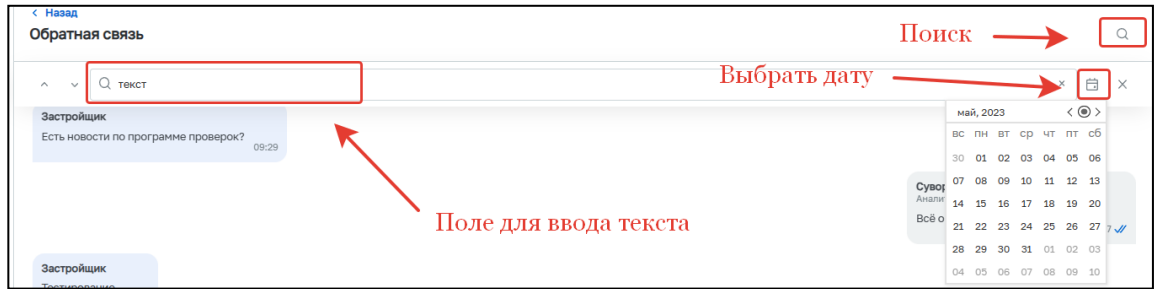 Назад
Обратная связь
Поиск
Выбрать дату
текст
Застройщик
Есть новости по программе проверок?
09:29
май, 2023
вс пн вт ср чт пт сб
30 01 02 03 04 05 06
07 08 09 10 11 12 13
14 15 16 17 18 19 20
21 22 23 24 25 26 27
28 29 30 31 01 02 03
04 05 06 07 08 09 10
Поле для ввода текста
Застройщик
Тестирование